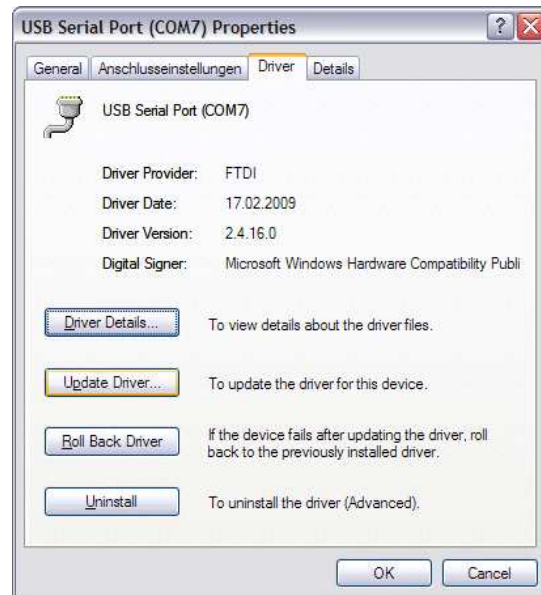 USB Serial Port (COM7) Properties
General Anschlusseinstellungen Driver Details
USB Serial Port (COM7)
Driver Provider: FTDI
Driver Date: 17.02.2009
Driver Version: 2.4.16.0
Digital Signer: Microsoft Windows Hardware Compatibility Publi
Driver Details... To view details about the driver files.
Update Driver... To update the driver for this device.
Roll Back Driver If the device fails after updating the driver, roll
back to the previously installed driver.
Uninstall To uninstall the driver (Advanced).
OK Cancel